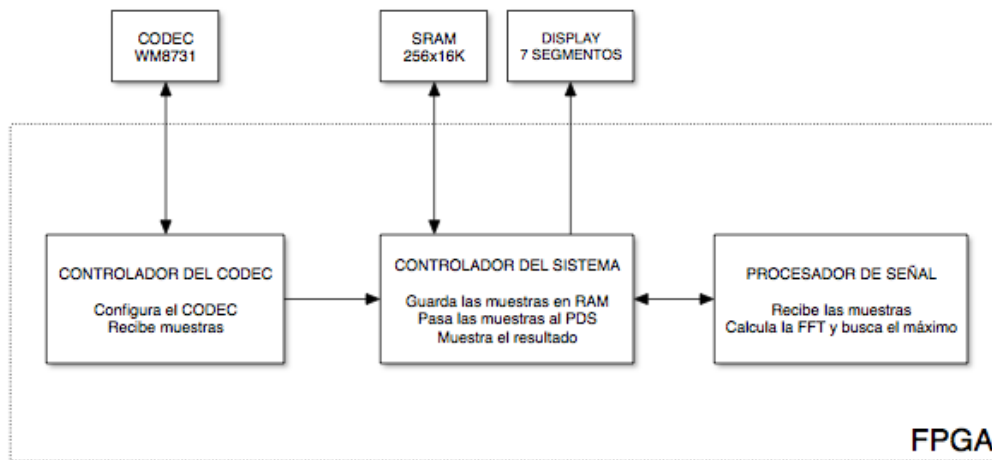 CODEC
WM8731
SRAM
256x16K
DISPLAY
7 SEGMENTOS
CONTROLADOR DEL CODEC
Configura el CODEC
Recibe muestras
CONTROLADOR DEL SISTEMA
Guarda las muestras en RAM
Pasa las muestras al PDS
Muestra el resultado
PROCESADOR DE SEÑAL
Recibe las muestras
Calcula la FFT y busca el máximo
FPGA